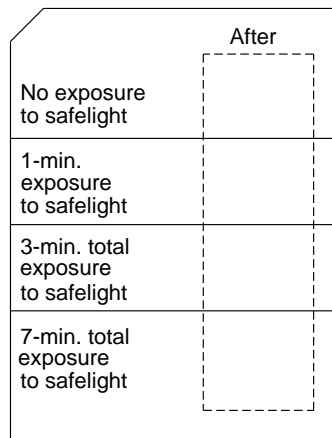 After
No exposure
to safelight
1-min.
exposure
to safelight
3-min. total
exposure
to safelight
7-min. total
exposure
to safelight